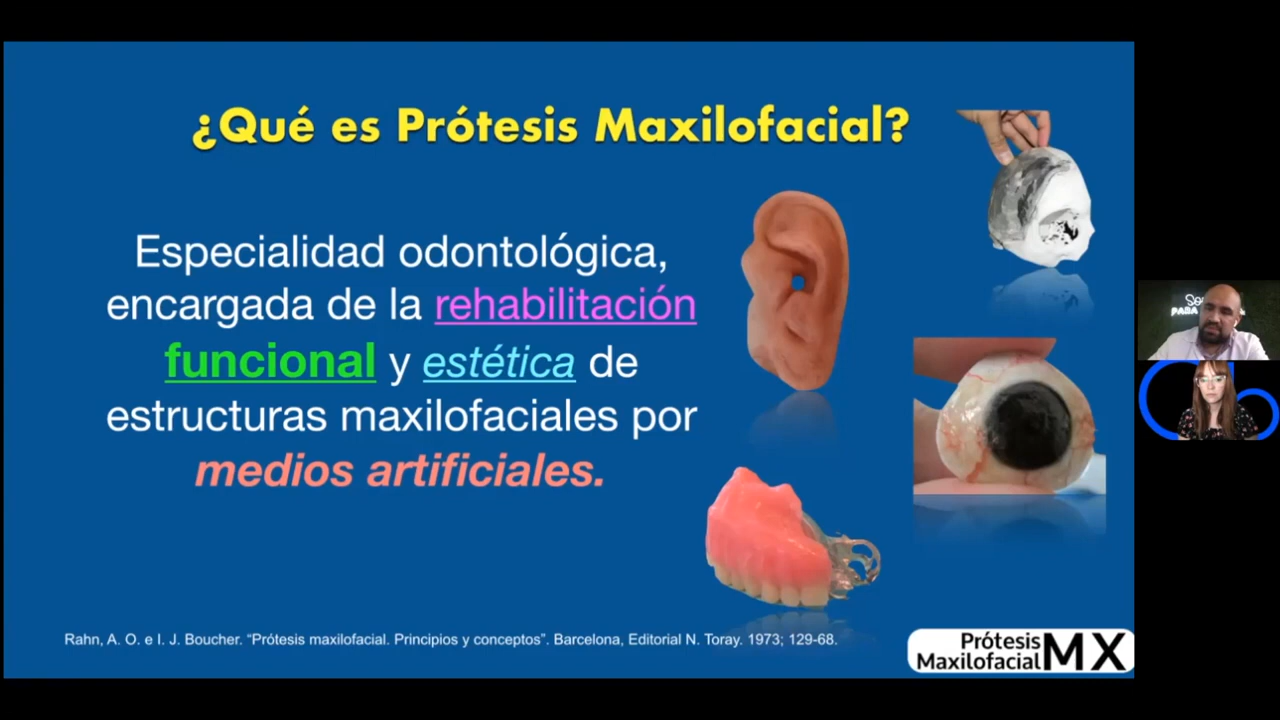 ¿Qué es Prótesis Maxilofacial?
Especialidad odontológica,
encargada de la rehabilitación
funcional y estética de
estructuras maxilofaciales por
medios artificiales.
Rahn, A. O. e I. J. Boucher. “Prótesis maxilofacial. Principios y conceptos”. Barcelona, Editorial N. Toray. 1973; 129-68.
Prótesis
Maxilofacial MX